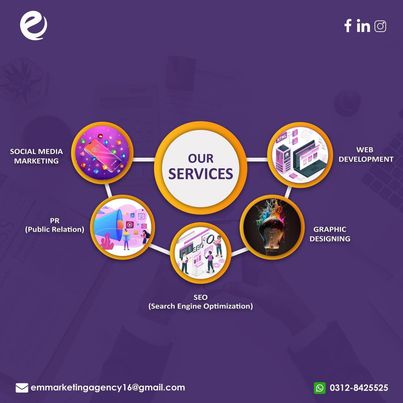 OUR
SERVICES
SOCIAL MEDIA
MARKETING
WEB
DEVELOPMENT
PR
(Public Relation)
GRAPHIC
DESIGNING
SEO
(Search Engine Optimization)
emmarketingagency16@gmail.com
0312-8425525